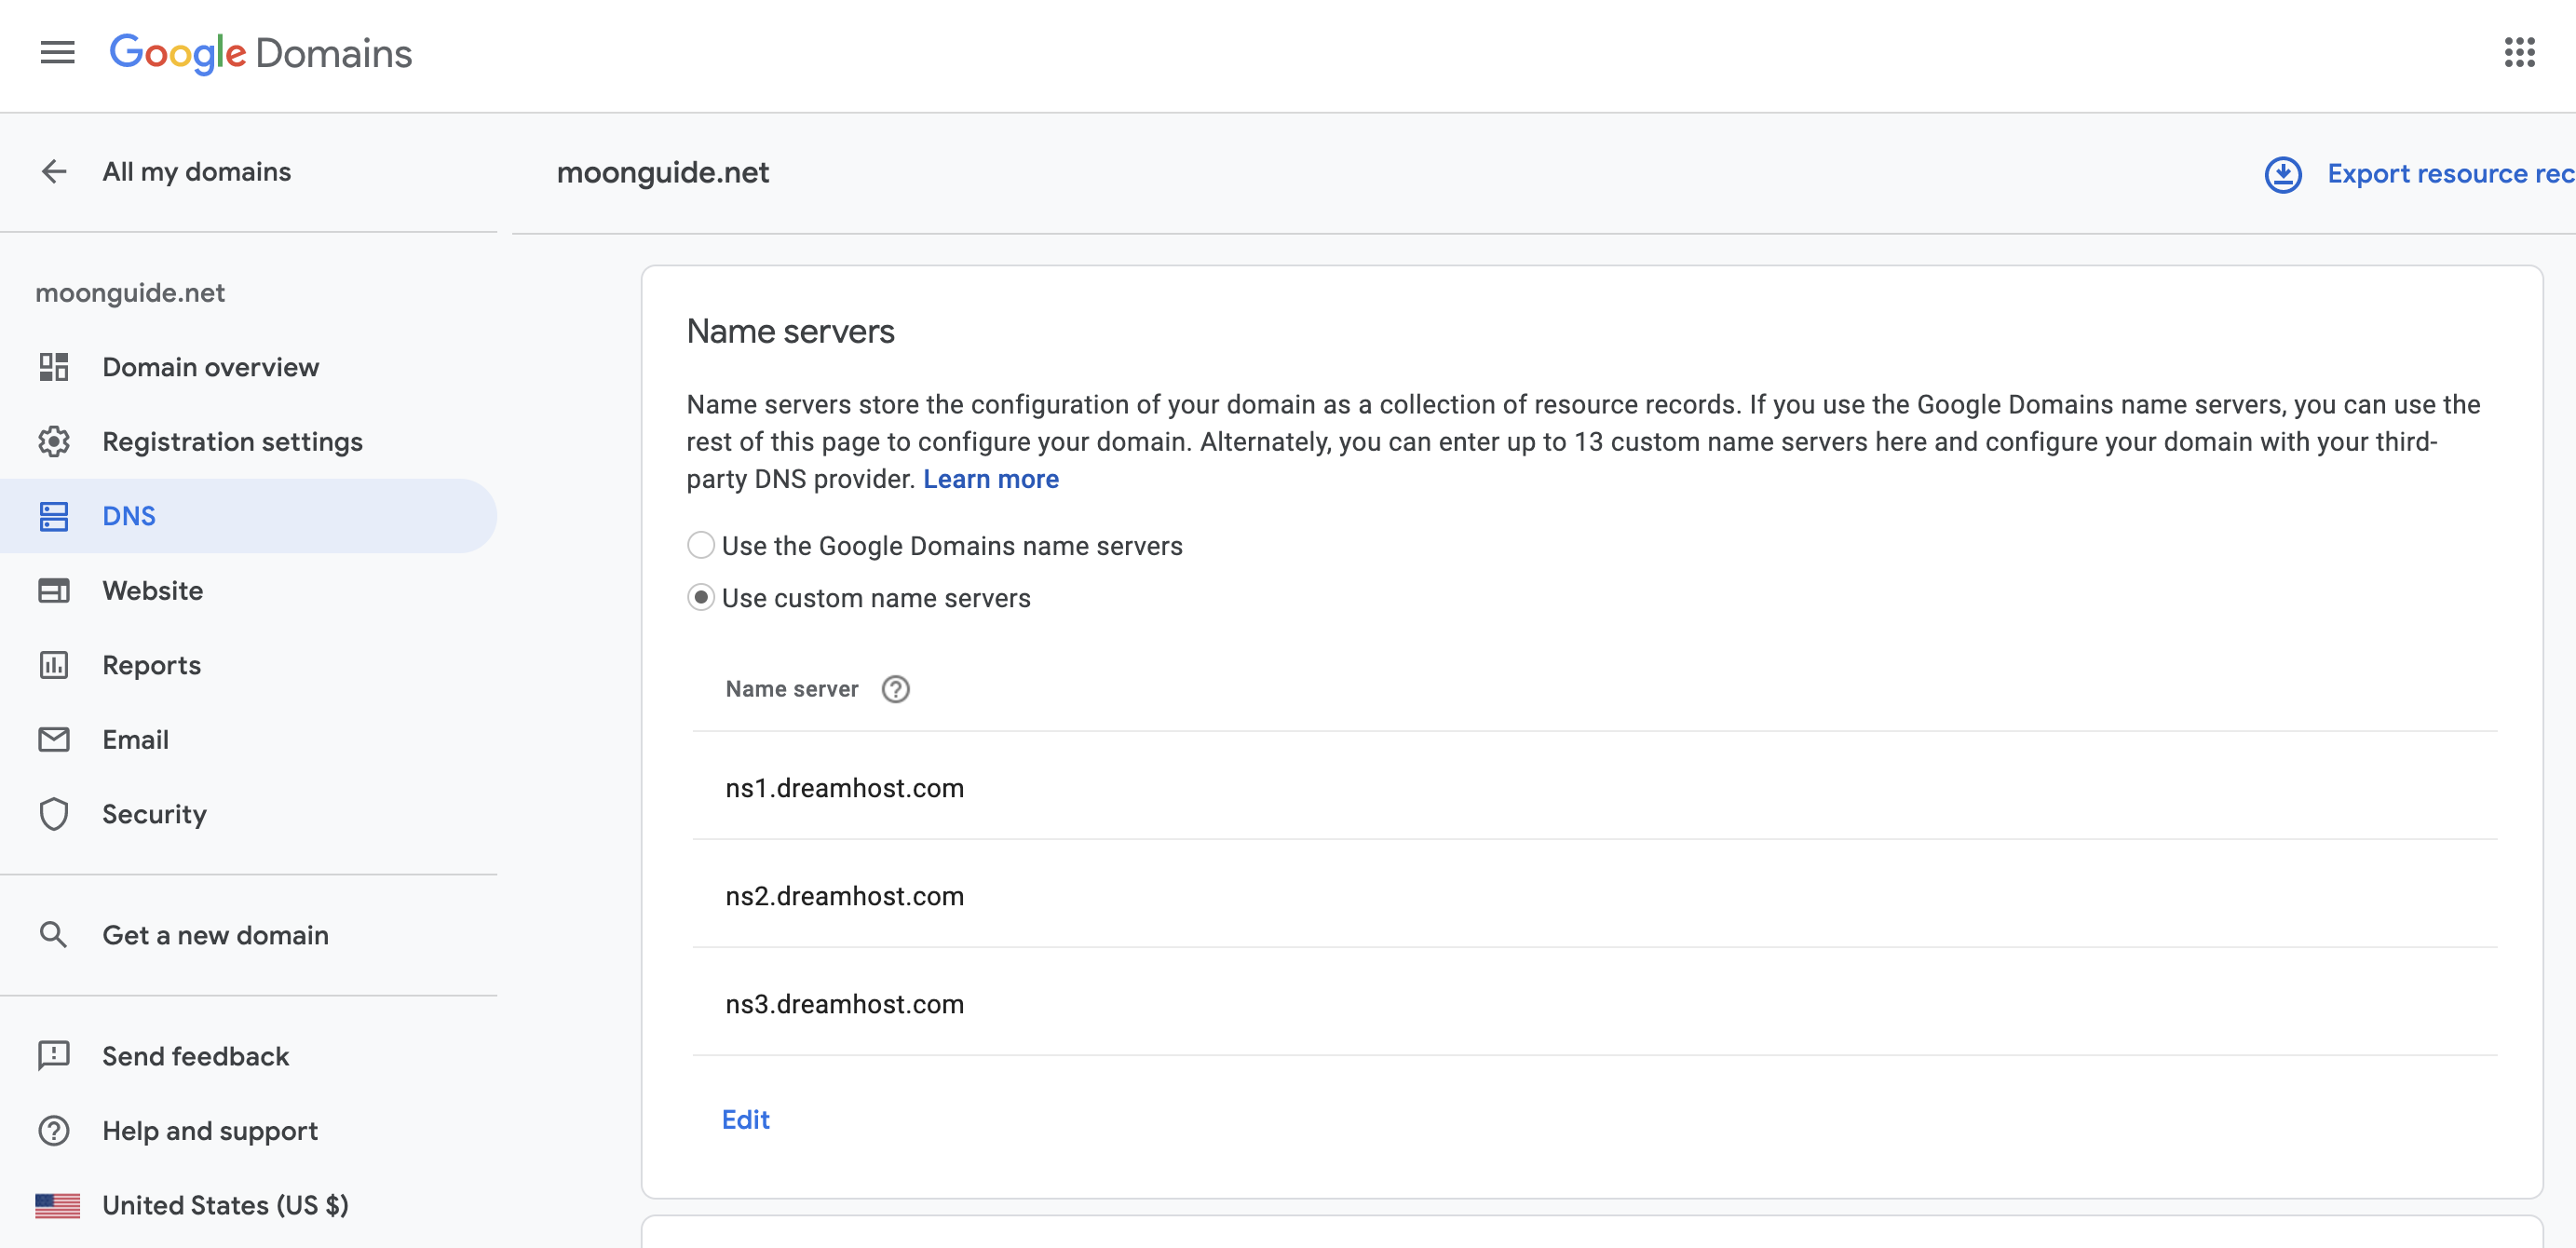 Google Domains
All my domains
moonguide.net
Export resource rec
moonguide.net
Domain overview
Registration settings
DNS
Website
Reports
Email
Security
Get a new domain
Send feedback
Help and support
United States (US $)
Name servers
Name servers store the configuration of your domain as a collection of resource records. If you use the Google Domains name servers, you can use the
rest of this page to configure your domain. Alternately, you can enter up to 13 custom name servers here and configure your domain with your third-
party DNS provider. Learn more
Use the Google Domains name servers
Use custom name servers
Name server
ns1.dreamhost.com
ns2.dreamhost.com
ns3.dreamhost.com
Edit